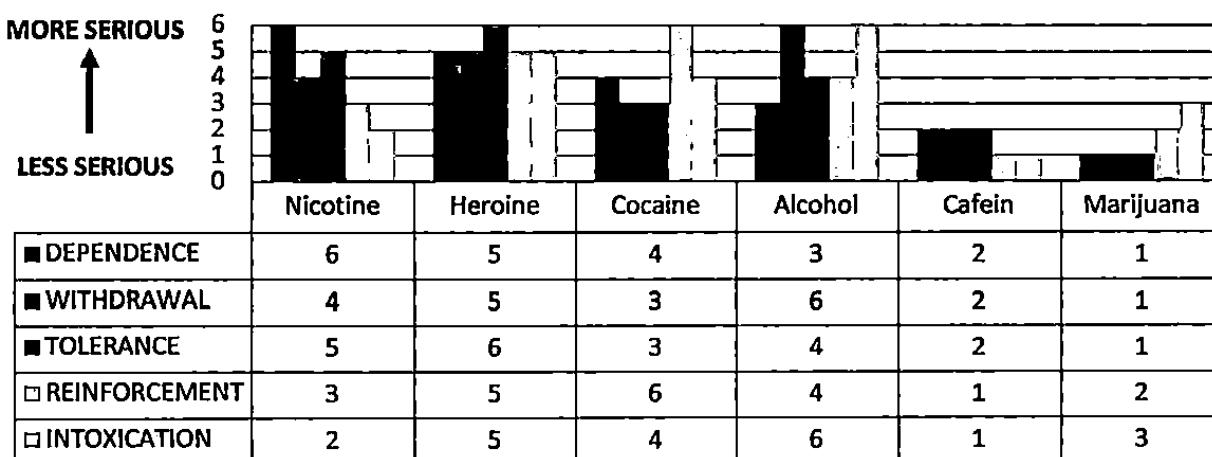 MORE SERIOUS
LESS SERIOUS
6
5
4
3
2
1
0
Nicotine Heroine Cocaine Alcohol Cafein Marijuana
DEPENDENCE 6 5 4 3 2 1
WITHDRAWAL 4 5 3 6 2 1
TOLERANCE 5 6 3 4 2 1
REINFORCEMENT 3 5 6 4 1 2
INTOXICATION 2 5 4 6 1 3